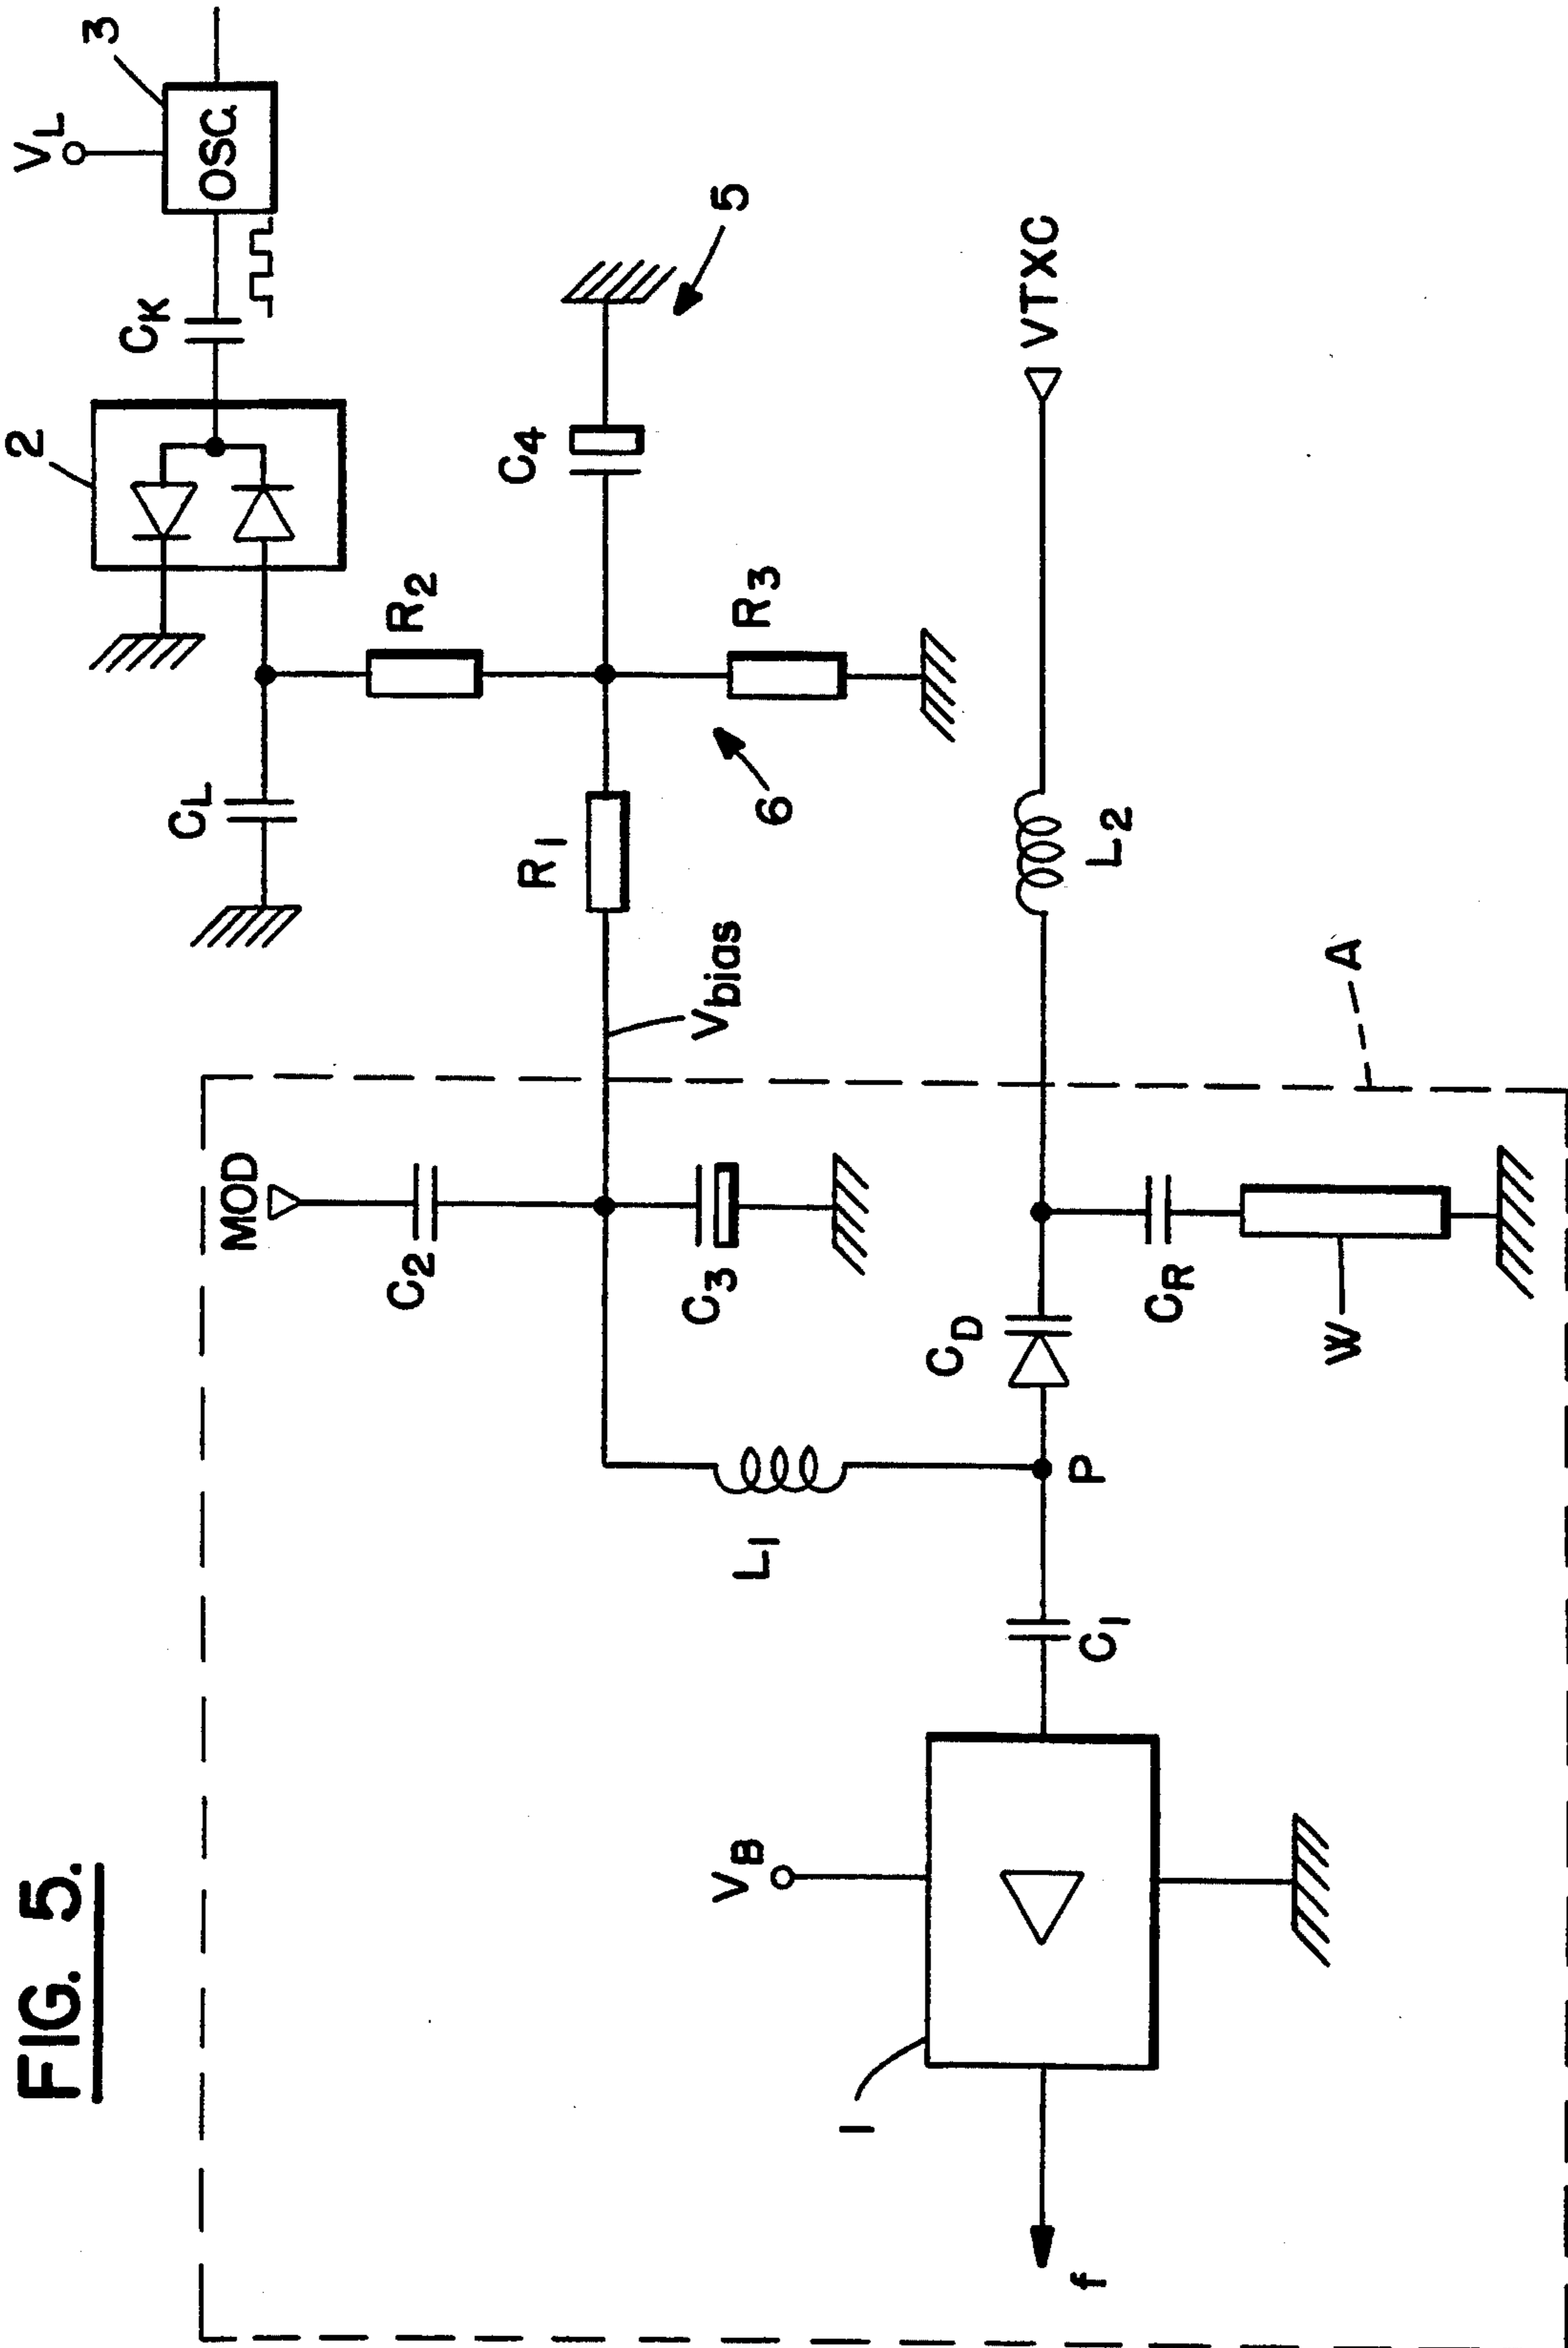 FIG. 5.
VL
3
OSC.
CK
2
CL
R2
C4
5
R1
R3
6
Vbias
VTXC
L2
A
MOD
C2
C3
CD
CR
W
L1
P
C1
VB
1
f